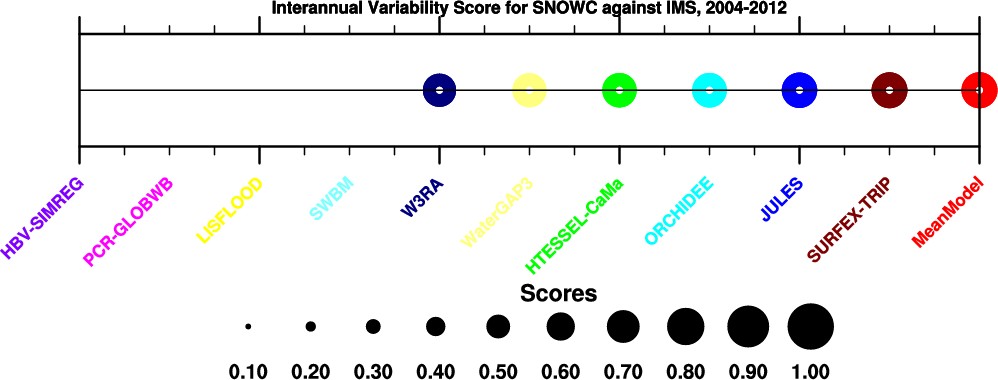 Interannual Variability Score for SNOWC against IMS, 2004-2012
HBV-SIMREG
PCR-GLOBWB
LISFLOOD
SWBM
W3RA
WaterGAP3
HTESSEL-CaMa
ORCHIDEE
JULES
SURFEX-TRIP
MeanModel
Scores
0.10 0.20 0.30 0.40 0.50 0.60 0.70 0.80 0.90 1.00